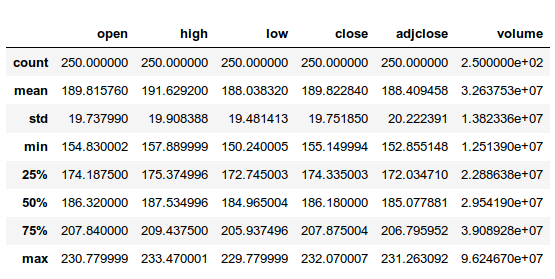 open high low close adjclose volume
count 250.000000 250.000000 250.000000 250.000000 250.000000 2.500000e+02
mean 189.815760 191.629200 188.038320 189.822840 188.409458 3.263753e+07
std 19.737990 19.908388 19.481413 19.751850 20.222391 1.382336e+07
min 154.830002 157.889999 150.240005 155.149994 152.855148 1.251390e+07
25% 174.187500 175.374996 172.745003 174.335003 172.034710 2.288638e+07
50% 186.320000 187.534996 184.965004 186.180000 185.077881 2.954190e+07
75% 207.840000 209.437500 205.937496 207.875004 206.795952 3.908928e+07
max 230.779999 233.470001 229.779999 232.070007 231.263092 9.624670e+07